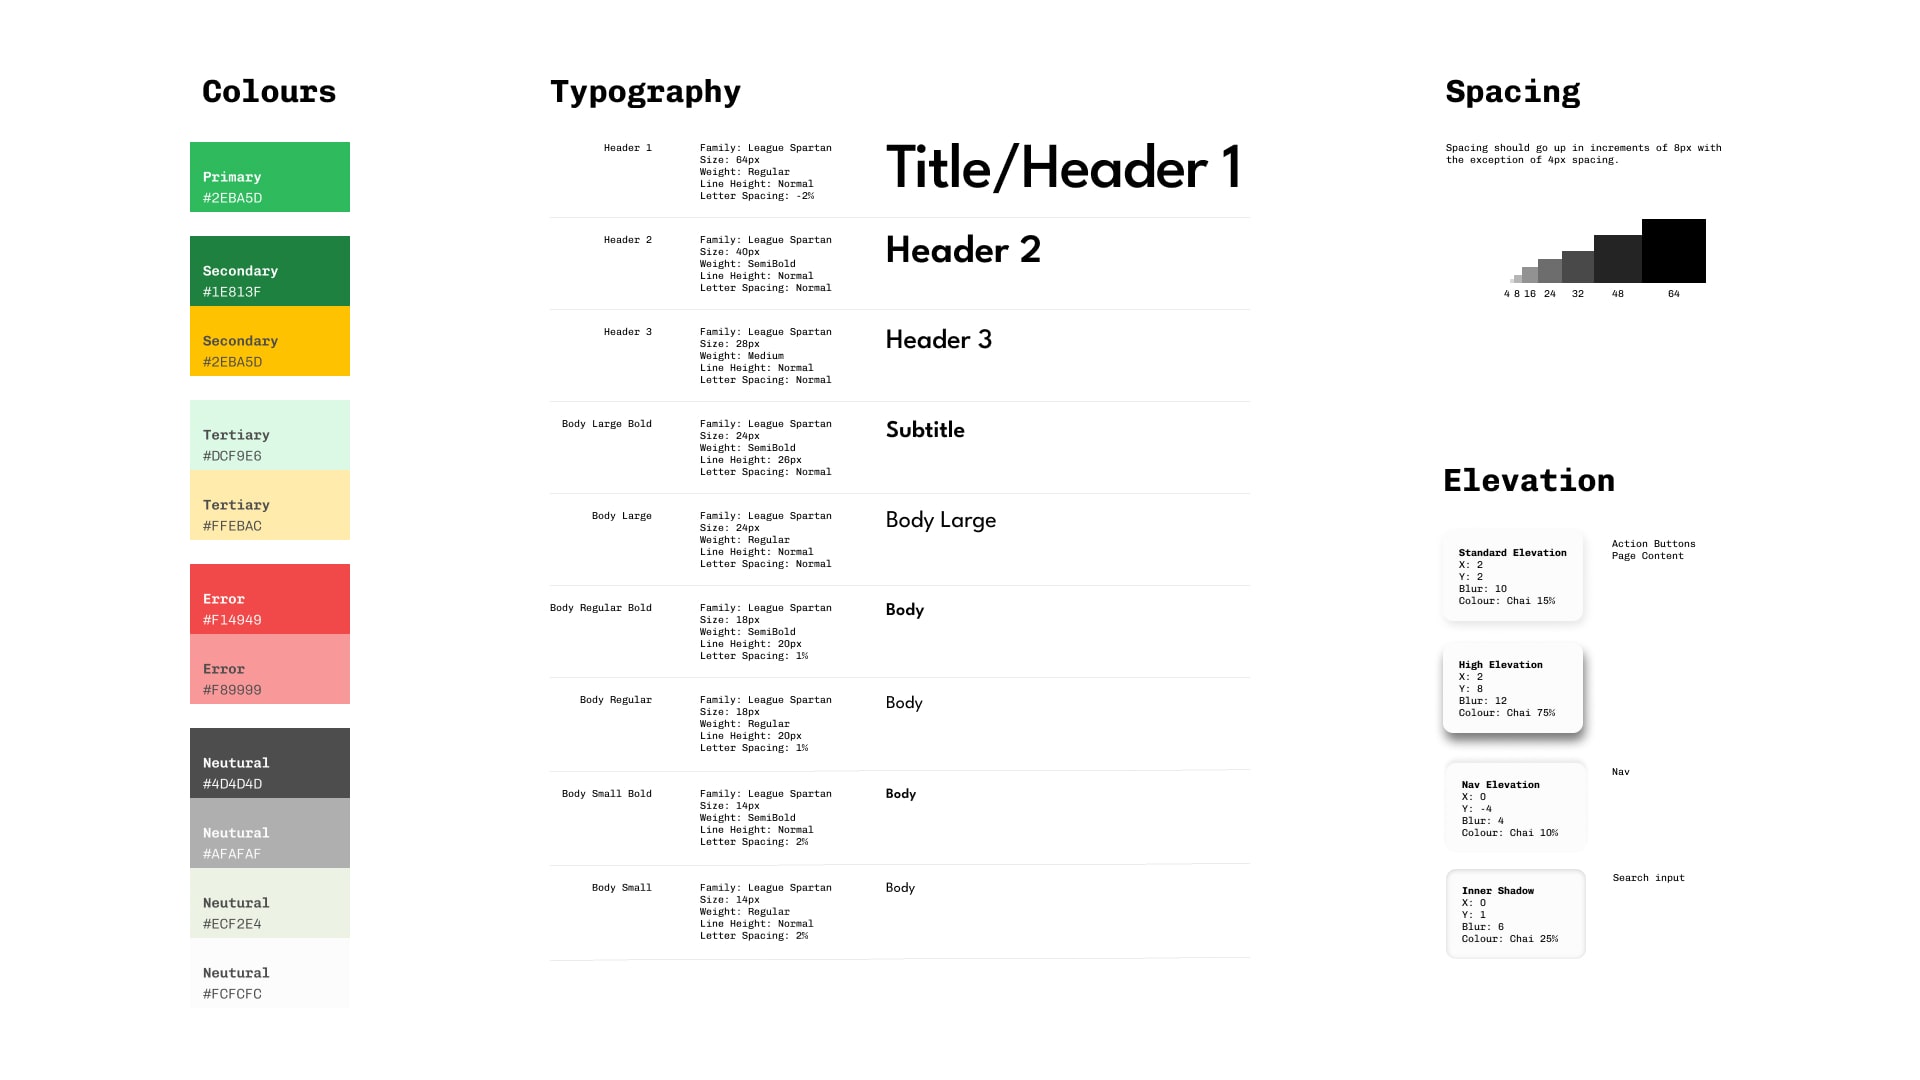 Colours
Primary
#2EBA5D
Secondary
#1E813F
Secondary
#2EBA5D
Tertiary
#DCF9E6
Tertiary
#FFEBAC
Error
#F14949
Error
#F89999
Neutural
#4D4D4D
Neutural
#AFAFAF
Neutural
#ECF2E4
Neutural
#FCFCFC
Typography
Header 1
Family: League Spartan
Size: 64px
Weight: Regular
Line Height: Normal
Letter Spacing: -2%
Title/Header 1
Header 2
Family: League Spartan
Size: 40px
Weight: SemiBold
Line Height: Normal
Letter Spacing: Normal
Header 2
Header 3
Family: League Spartan
Size: 28px
Weight: Medium
Line Height: Normal
Letter Spacing: Normal
Header 3
Body Large Bold
Family: League Spartan
Size: 24px
Weight: SemiBold
Line Height: 26px
Letter Spacing: Normal
Subtitle
Body Large
Family: League Spartan
Size: 24px
Weight: Regular
Line Height: Normal
Letter Spacing: Normal
Body Large
Body Regular Bold
Family: League Spartan
Size: 18px
Weight: SemiBold
Line Height: 20px
Letter Spacing: 1%
Body
Body Regular
Family: League Spartan
Size: 18px
Weight: Regular
Line Height: 20px
Letter Spacing: 1%
Body
Body Small Bold
Family: League Spartan
Size: 14px
Weight: SemiBold
Line Height: Normal
Letter Spacing: 2%
Body
Body Small
Family: League Spartan
Size: 14px
Weight: Regular
Line Height: Normal
Letter Spacing: 2%
Body
Spacing
Spacing should go up in increments of 8px with
the exception of 4px spacing.
4 8 16 24 32 48 64
Elevation
Standard Elevation
X: 2
Y: 2
Blur: 10
Colour: Chai 15%
Action Buttons
Page Content
High Elevation
X: 2
Y: 8
Blur: 12
Colour: Chai 75%
Nav Elevation
X: 0
Y: -4
Blur: 4
Colour: Chai 10%
Nav
Inner Shadow
X: 0
Y: 1
Blur: 6
Colour: Chai 25%
Search input